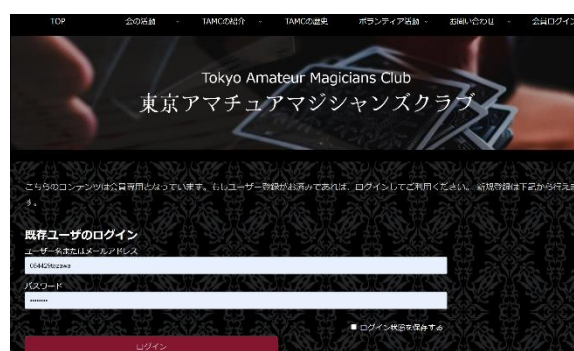 TOP 会の活動 TAMCの紹介 TAMCの歴史 ボランティア活動 お問い合わせ 会員ログイン
Tokyo Amateur Magicians Club
東京アマチュアマジシャンズクラブ
こちらのコンテンツは会員専用となっています。もしユーザー登録がお済みであれば、ログインしてご利用ください。新規登録は下記から行えま
す。
既存ユーザのログイン
ユーザー名またはメールアドレス
パスワード
••••••••
ログイン状態を保存する
ログイン